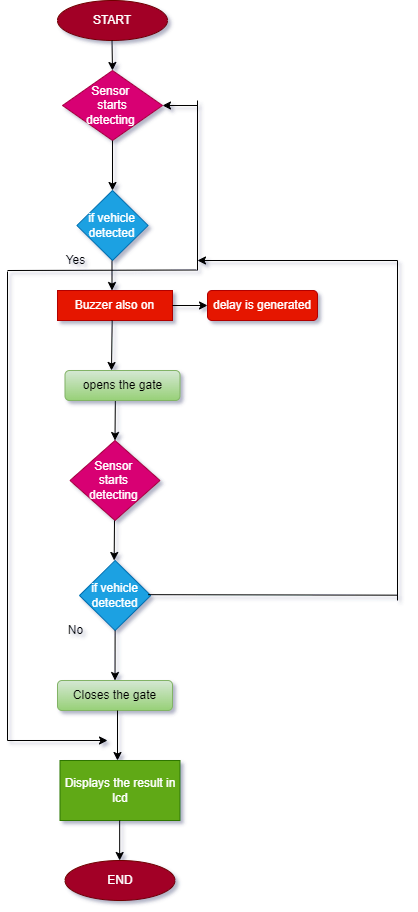 START
Sensor
starts
detecting
if vehicle
detected
Yes
Buzzer also on
delay is generated
opens the gate
Sensor
starts
detecting
if vehicle
detected
No
Closes the gate
Displays the result in
lcd
END